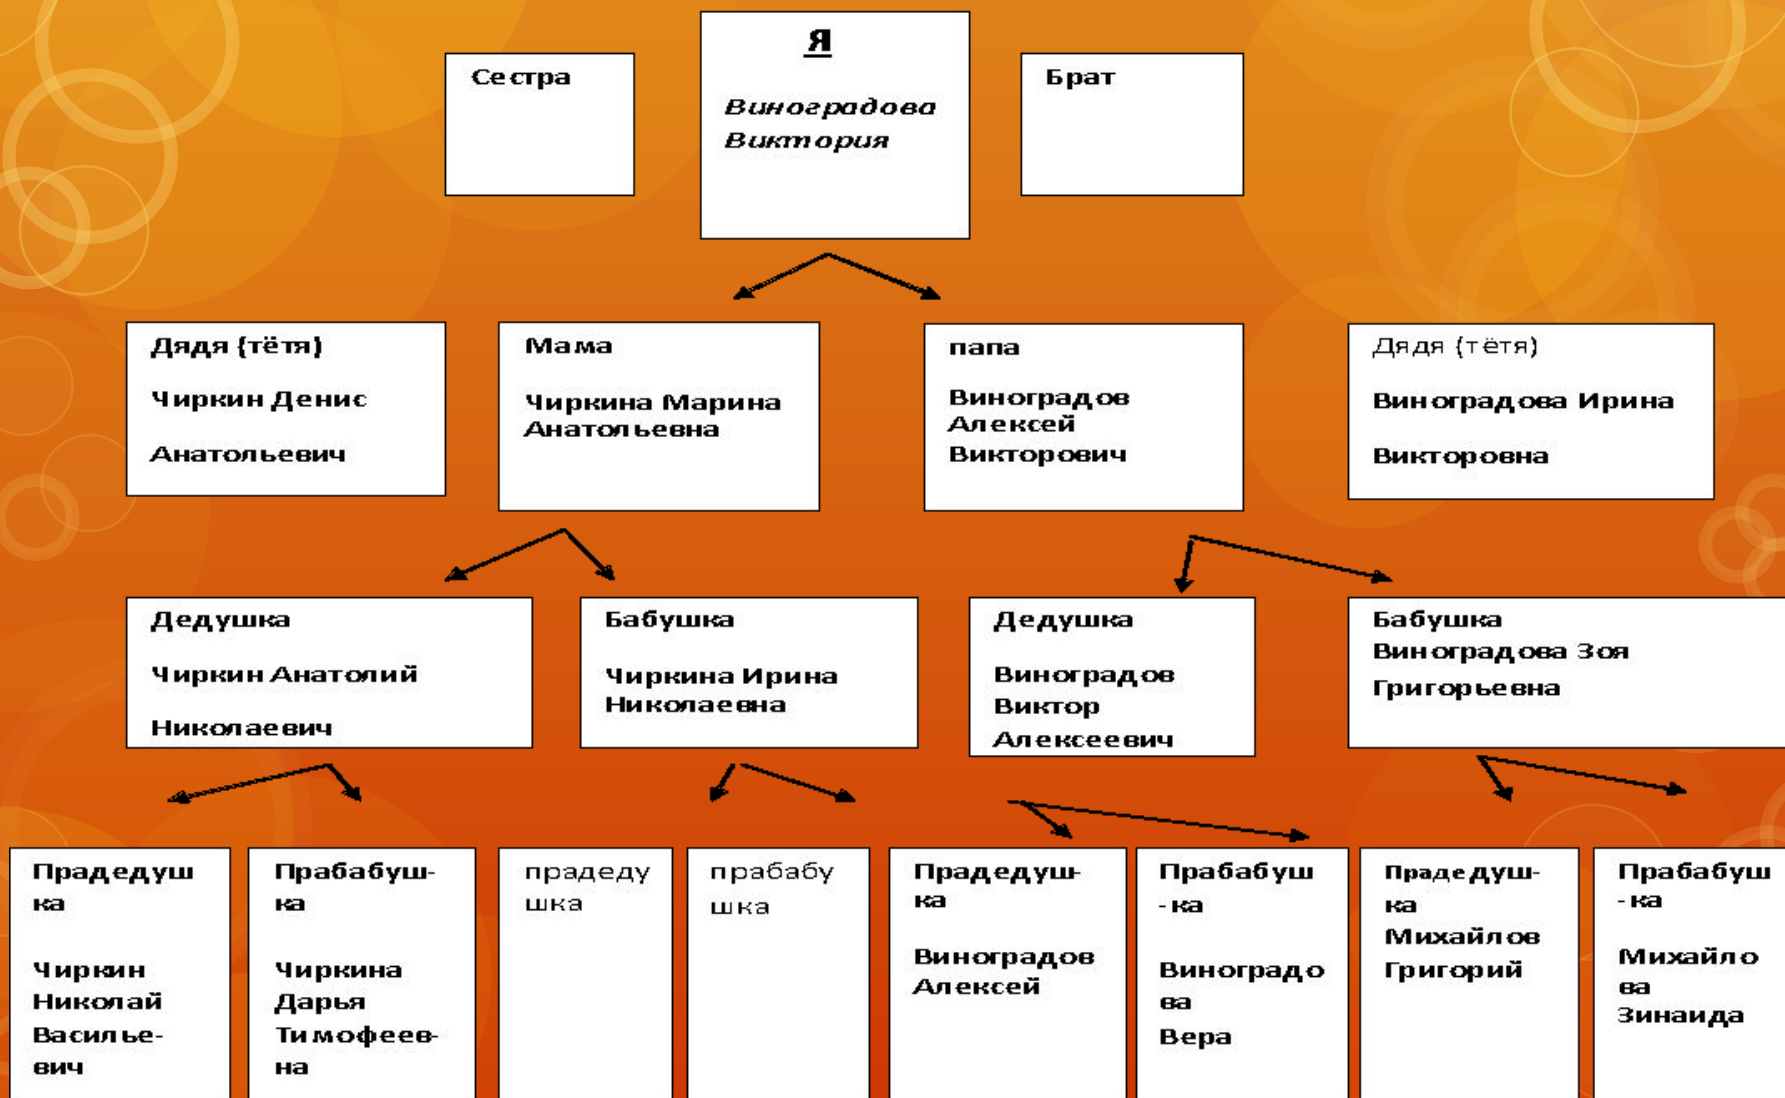 Сестра
Я
Виноградова
Виктория
Брат
Дядя (тётя)
Чиркин Денис
Анатольевич
Мама
Чиркина Марина
Анатольевна
папа
Виноградов
Алексей
Викторович
Дядя (тётя)
Виноградова Ирина
Викторовна
Дедушка
Чиркин Анатолий
Николаевич
Бабушка
Чиркина Ирина
Николаевна
Дедушка
Виноградов
Виктор
Алексеевич
Бабушка
Виноградова Зоя
Григорьевна
Прадедуш
ка
Чиркин
Николай
Василье-
вич
Прабабуш-
ка
Чиркина
Дарья
Тимофеев-
на
прадеду
шка
прабабу
шка
Прадедуш-
ка
Виноградов
Алексей
Прабабуш
-ка
Виноградо
ва
Вера
Прадедуш-
ка
Михайлов
Григорий
Прабабуш
-ка
Михайло
ва
Зинаида